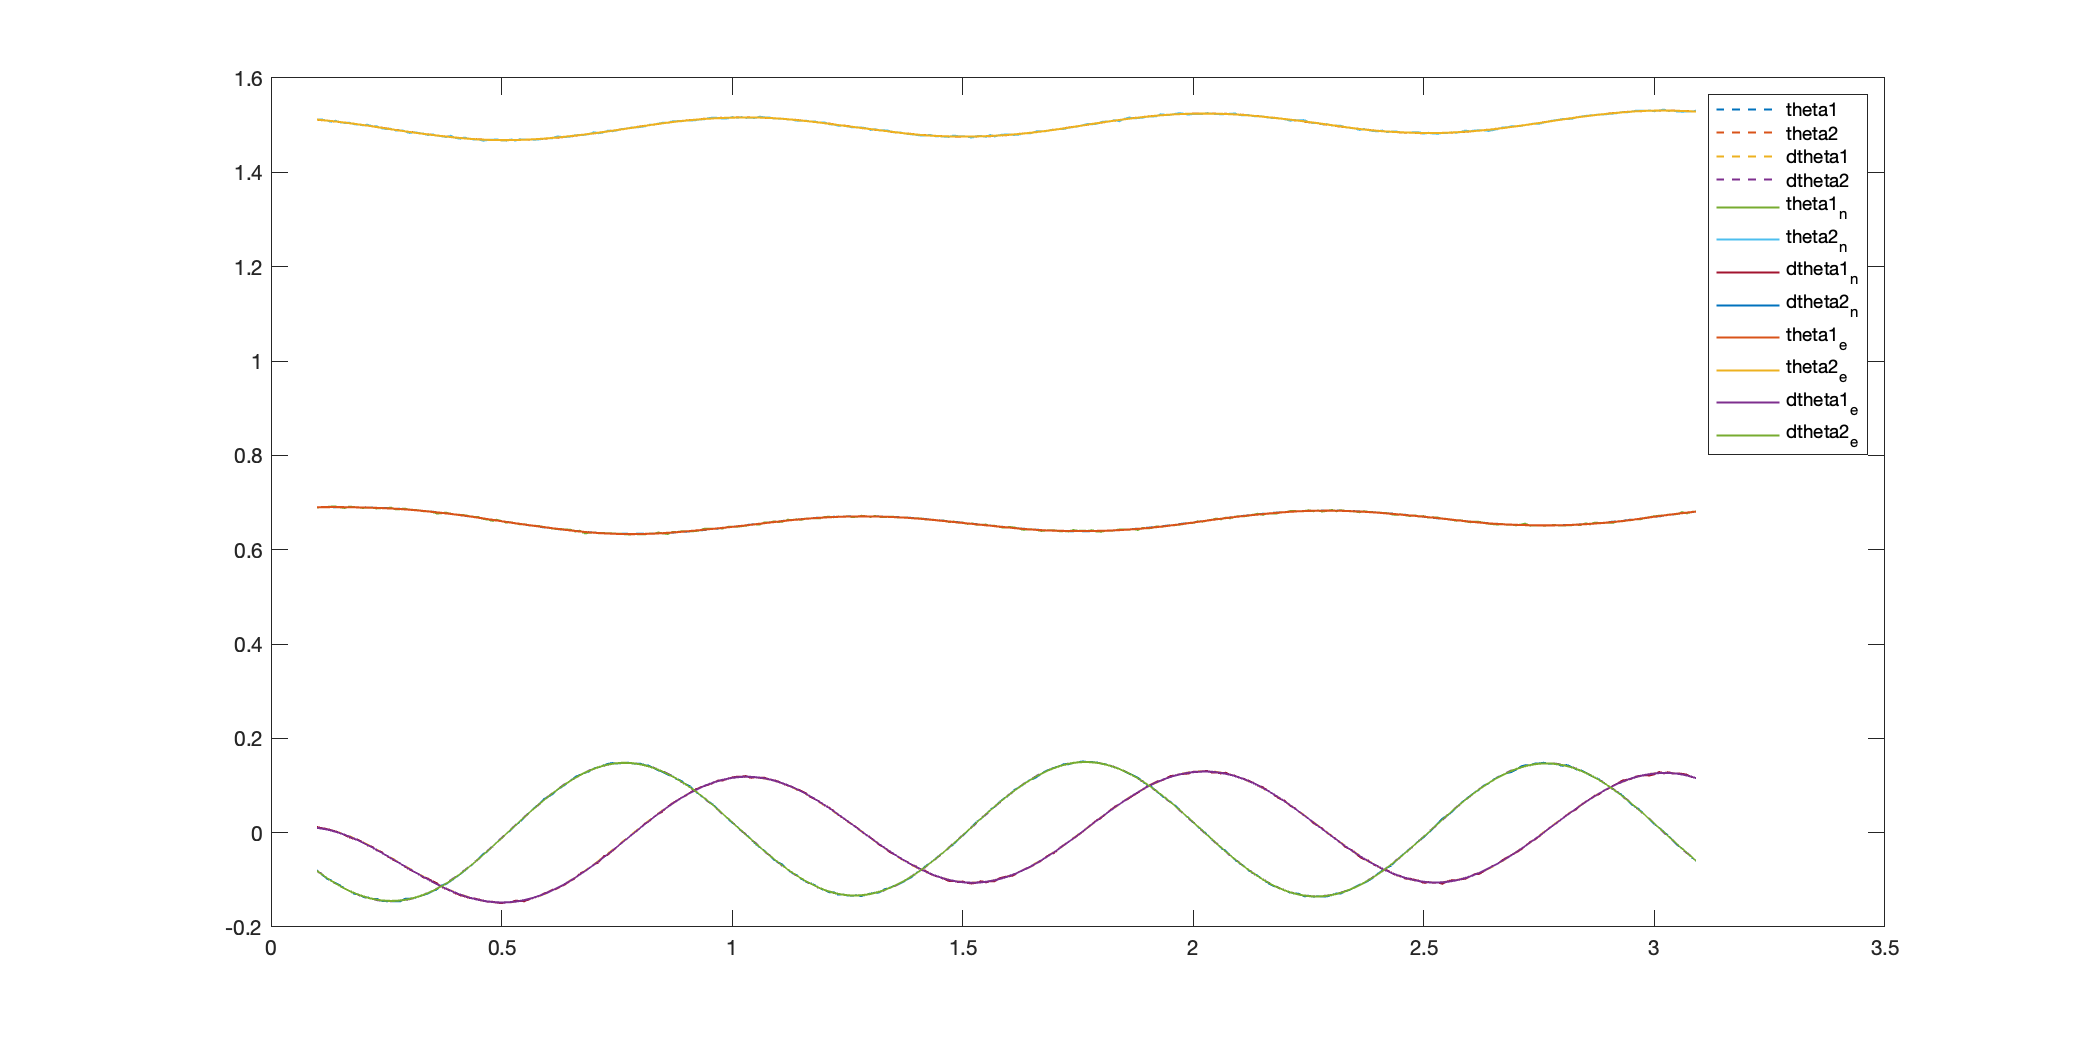 1.6
1.4
1.2
1
0.8
0.6
0.4
0.2
0
-0.2
0 0.5 1 1.5 2 2.5 3 3.5
theta1
theta2
dtheta1
dtheta2
theta1n
theta2n
dtheta1n
dtheta2n
theta1e
theta2e
dtheta1e
dtheta2e